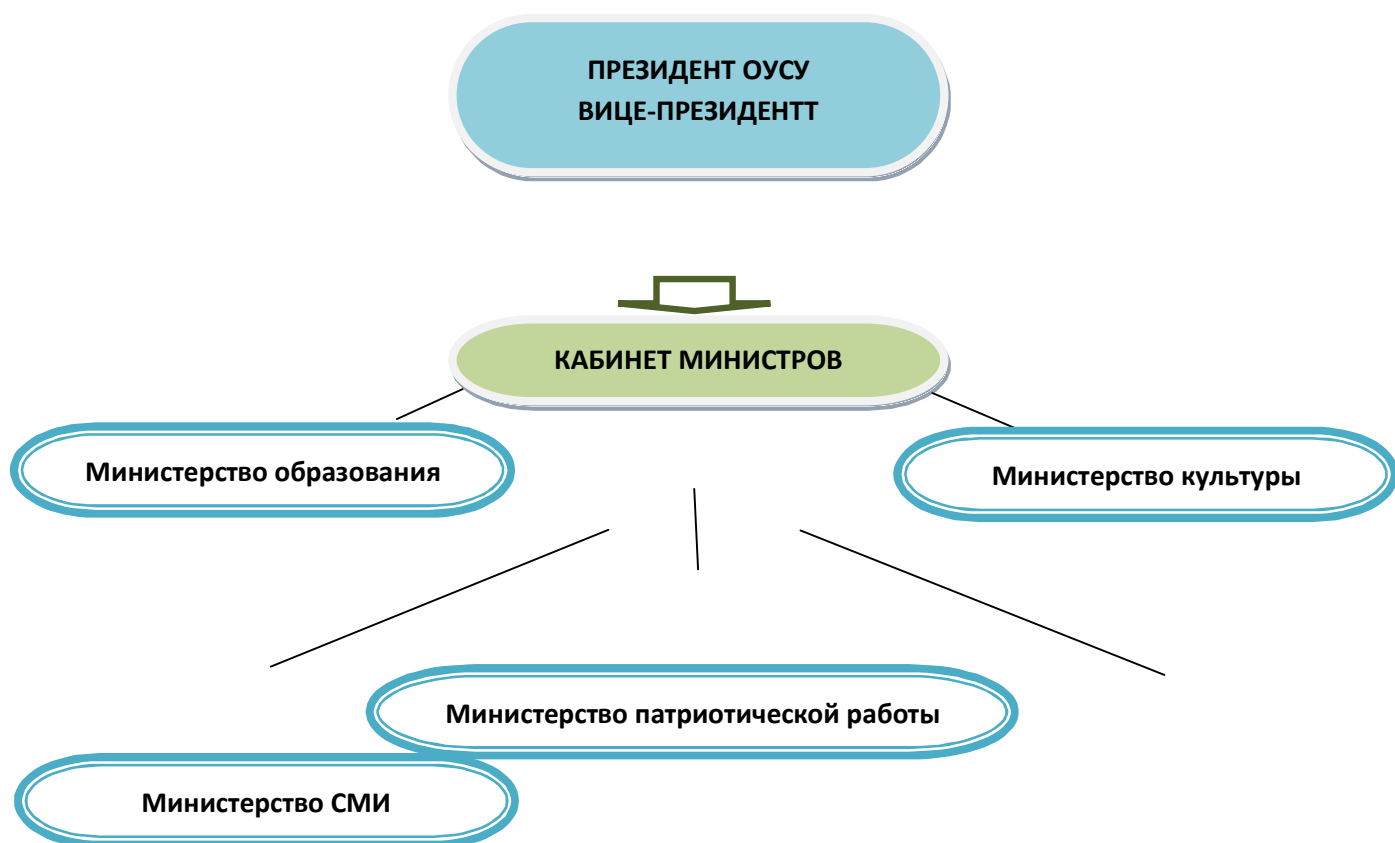 ПРЕЗИДЕНТ ОУСУ
ВИЦЕ-ПРЕЗИДЕНТТ
КАБИНЕТ МИНИСТРОВ
Министерство образования
Министерство культуры
Министерство патриотической работы
Министерство СМИ